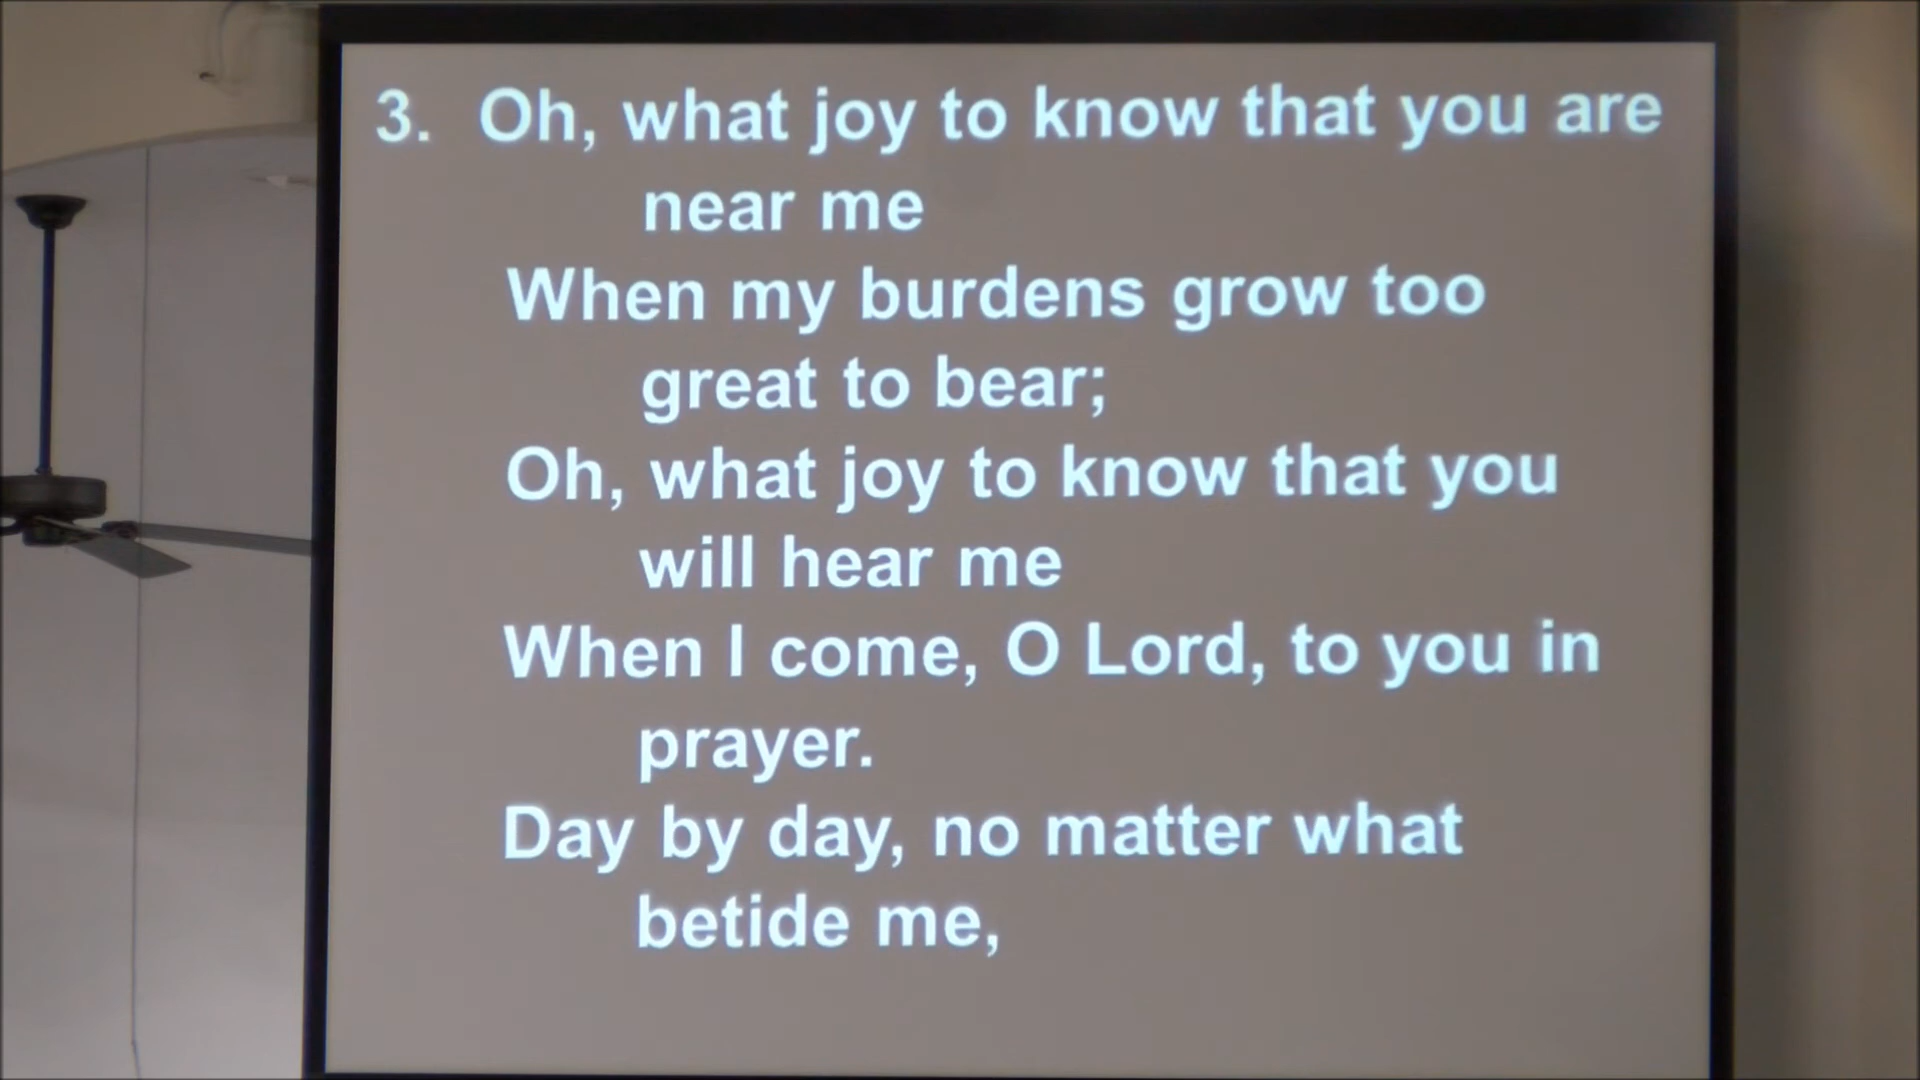 3. Oh, what joy to know that you are
near me
When my burdens grow too
great to bear;
Oh, what joy to know that you
will hear me
When I come, O Lord, to you in
prayer.
Day by day, no matter what
betide me,